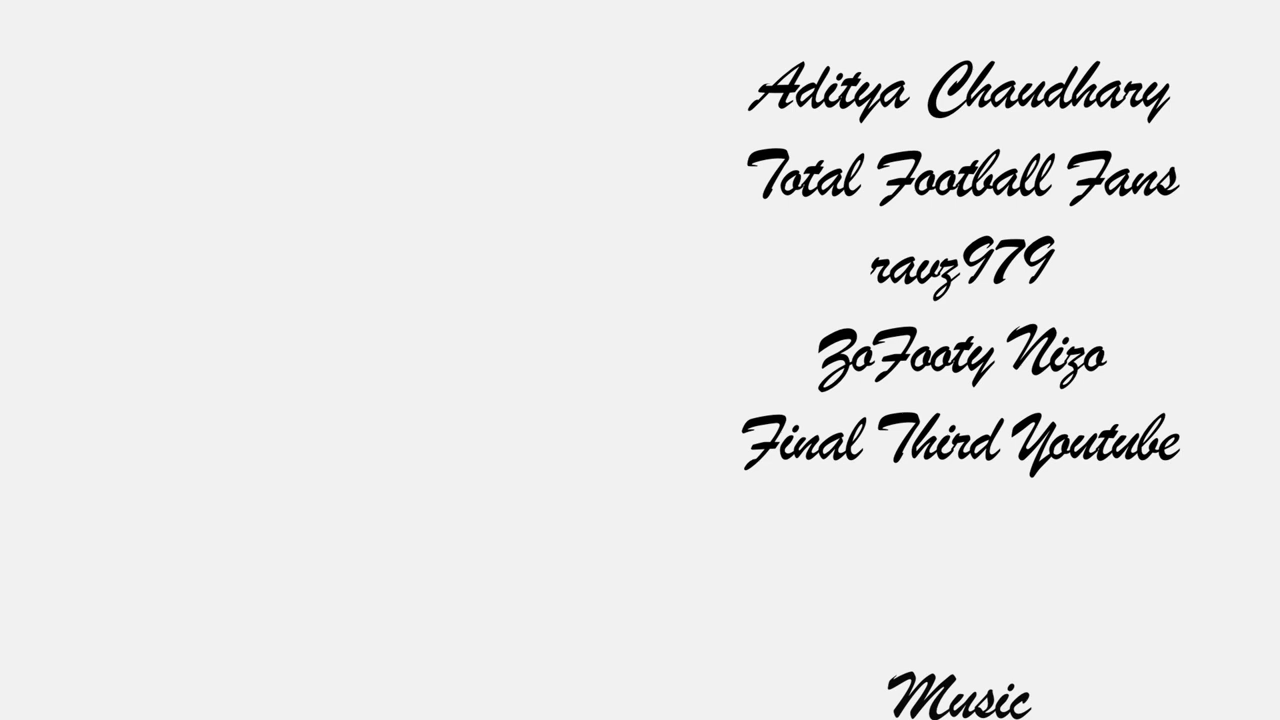 Aditya Chaudhary
Total Football Fans
ravz979
ZoFooty Nizo
Final Third Youtube
Music